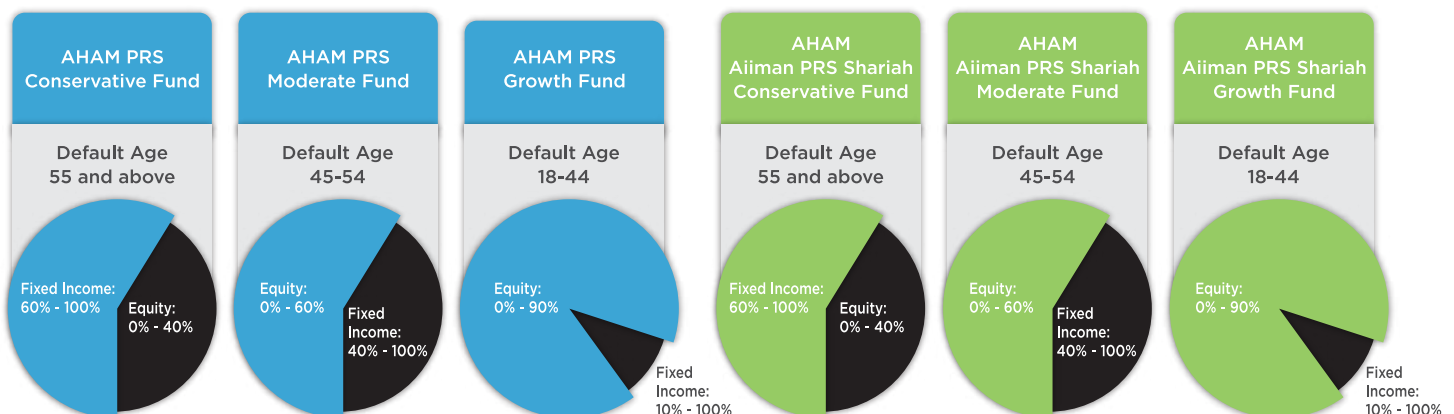 AHAM PRS
Conservative Fund
Default Age
55 and above
Fixed Income:
60% - 100%
Equity:
0% - 40%
AHAM PRS
Moderate Fund
Default Age
45-54
Equity:
0% - 60%
Fixed
Income:
40% - 100%
AHAM PRS
Growth Fund
Default Age
18-44
Equity:
0% - 90%
Fixed
Income:
10% - 100%
AHAM
Aiiman PRS Shariah
Conservative Fund
Default Age
55 and above
Fixed Income:
60% - 100%
Equity:
0% - 40%
AHAM
Aiiman PRS Shariah
Moderate Fund
Default Age
45-54
Equity:
0% - 60%
Fixed
Income:
40% - 100%
AHAM
Aiiman PRS Shariah
Growth Fund
Default Age
18-44
Equity:
0% - 90%
Fixed
Income:
10% - 100%